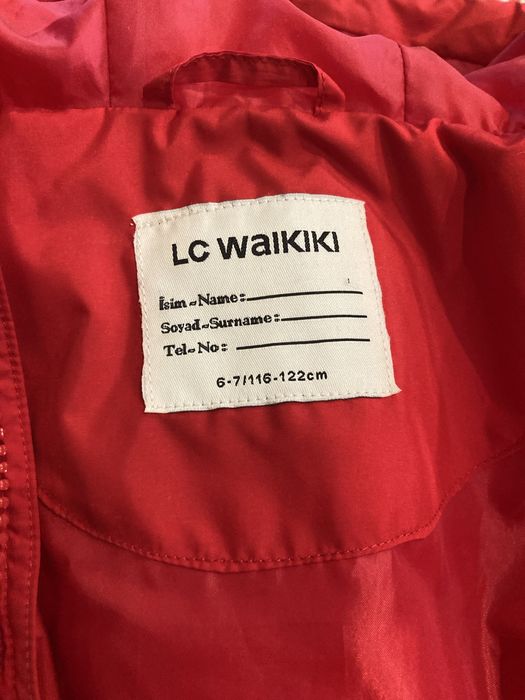 LC WAIKIKI
İsim-Name:
Soyad-Surname:
Tel-No:
6-7/116-122cm